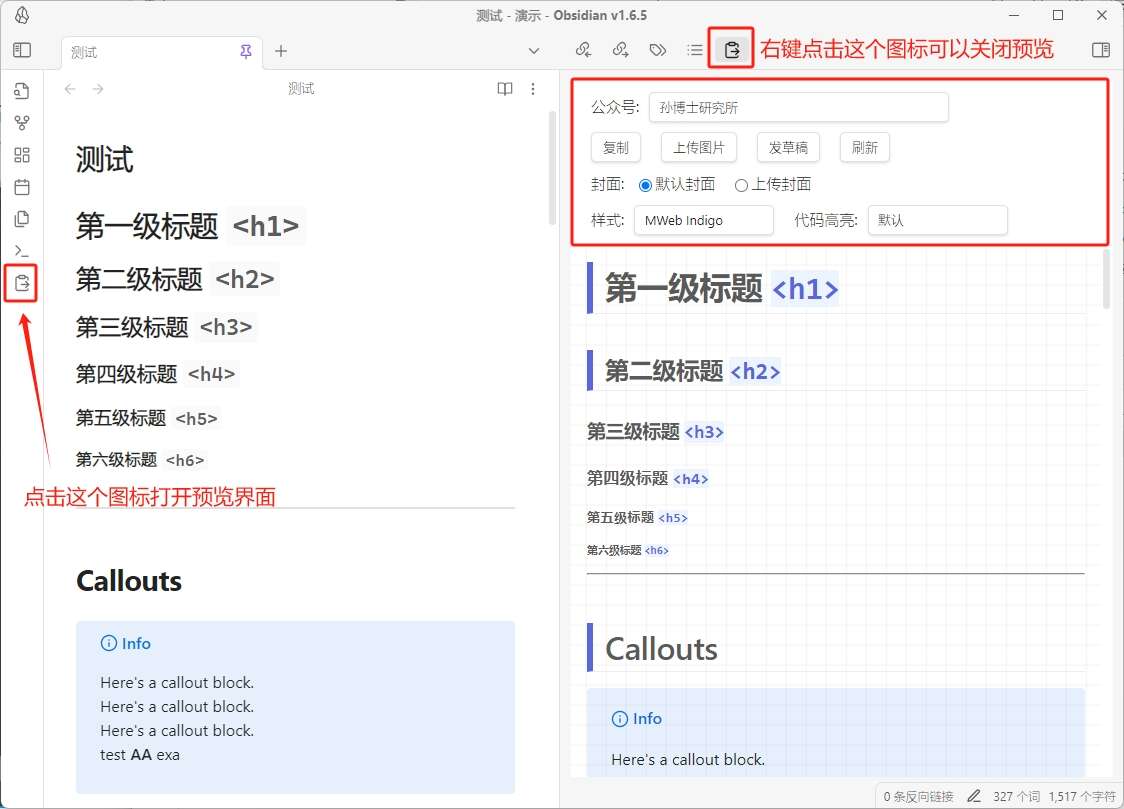 测试 - 演示 - Obsidian v1.6.5
测试
右键点击这个图标可以关闭预览
测试
测试
第一级标题 <h1>
第二级标题 <h2>
第三级标题 <h3>
第四级标题 <h4>
第五级标题 <h5>
第六级标题 <h6>
点击这个图标打开预览界面
Callouts
Info
Here's a callout block.
Here's a callout block.
Here's a callout block.
test AA exa
公众号: 孙博士研究所
复制 上传图片 发草稿 刷新
封面: 默认封面 上传封面
样式: MWeb Indigo 代码高亮: 默认
第一级标题 <h1>
第二级标题 <h2>
第三级标题 <h3>
第四级标题 <h4>
第五级标题 <h5>
第六级标题 <h6>
Callouts
Info
Here's a callout block.
0 条反向链接 327 个词 1,517 个字符